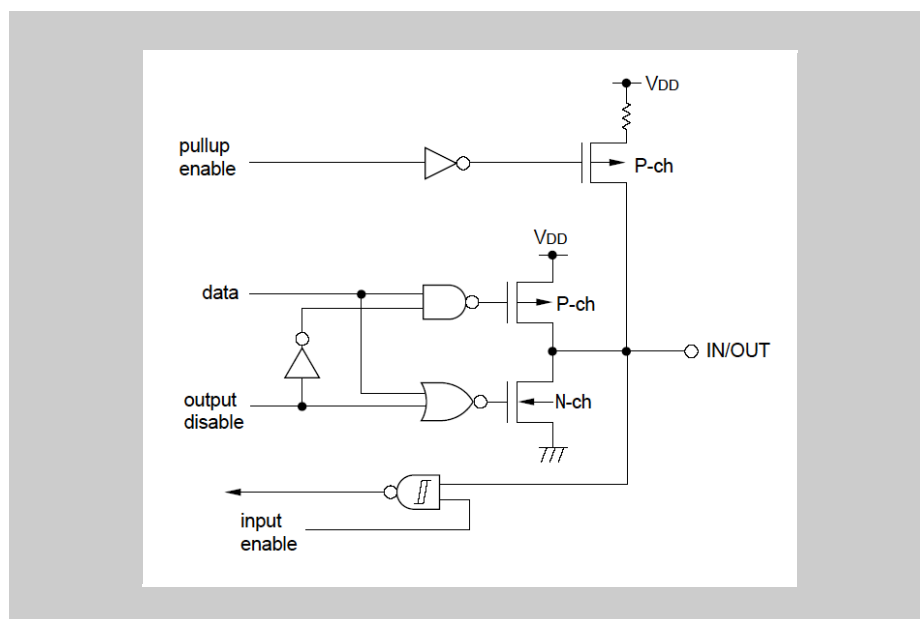 VDD
pullup
enable
P-ch
VDD
data
P-ch
IN/OUT
output
disable
N-ch
input
enable